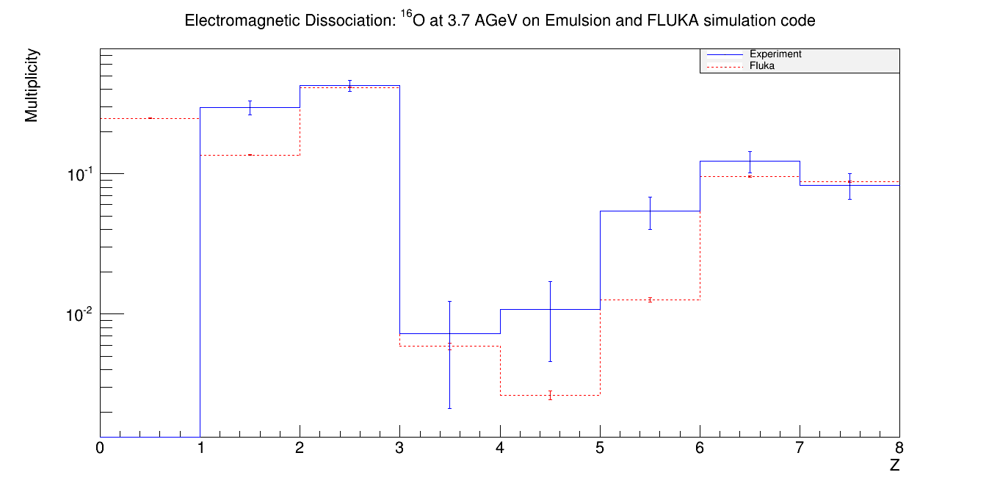 Electromagnetic Dissociation: ¹⁶O at 3.7 AGeV on Emulsion and FLUKA simulation code
Multiplicity
Experiment
Fluka
10⁻¹
10⁻²
0 1 2 3 4 5 6 7 8
Z